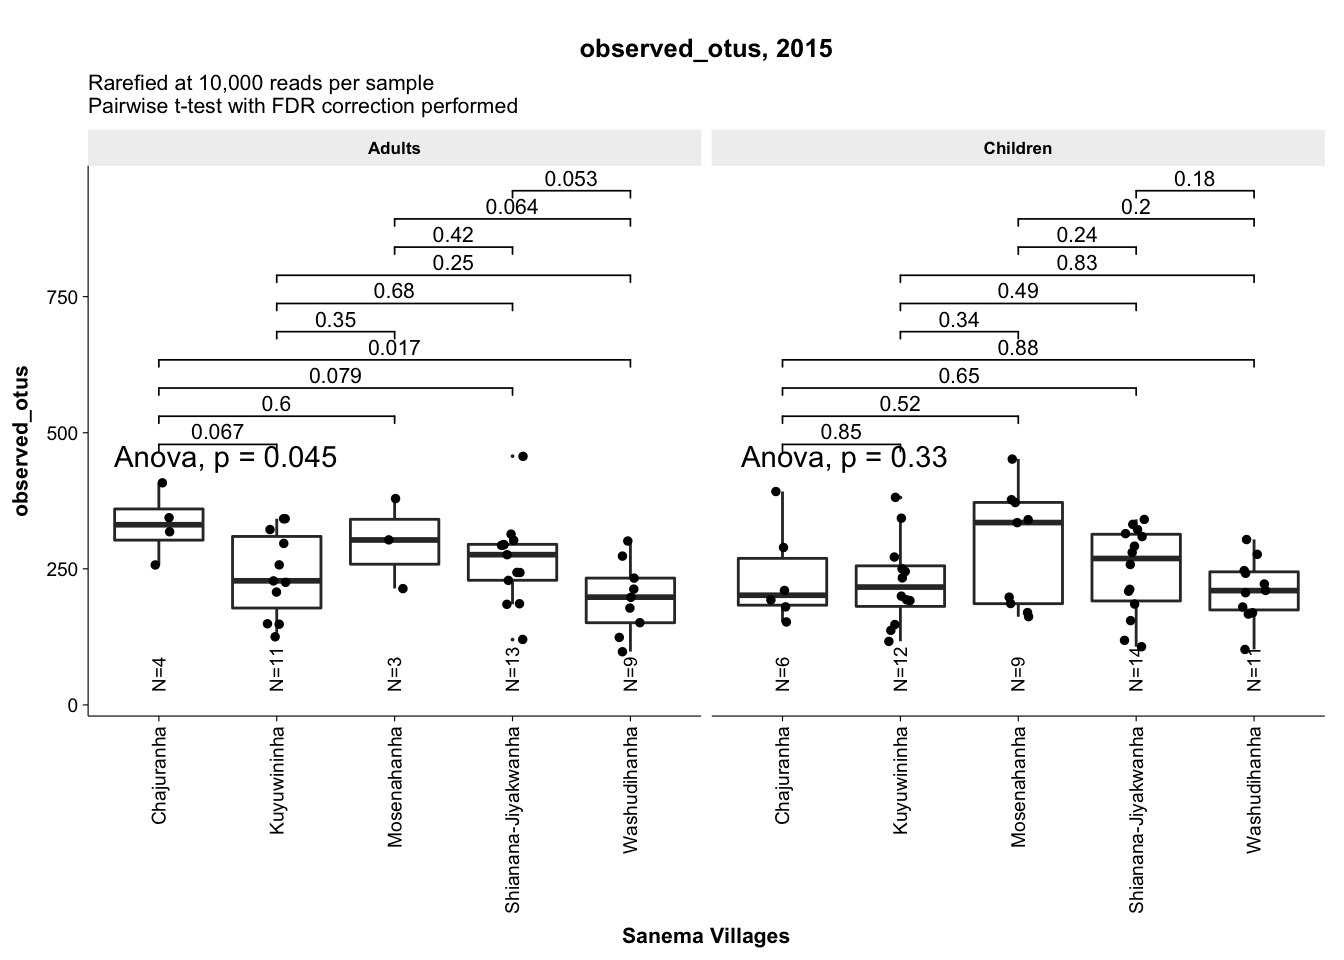 observed_otus, 2015
Rarefied at 10,000 reads per sample
Pairwise t-test with FDR correction performed
Adults
Children
0.053
0.064
0.42
0.25
0.68
0.35
0.017
0.079
0.6
0.067
Anova, p = 0.045
0.18
0.2
0.24
0.83
0.49
0.34
0.88
0.65
0.52
0.85
Anova, p = 0.33
observed_otus
750
500
250
0
N=4
N=11
N=3
N=13
N=9
N=6
N=12
N=9
N=14
N=11
Chajuranha
Kuyuwininha
Mosenahanha
Shianana-Jiyakwanha
Washudihanha
Chajuranha
Kuyuwininha
Mosenahanha
Shianana-Jiyakwanha
Washudihanha
Sanema Villages